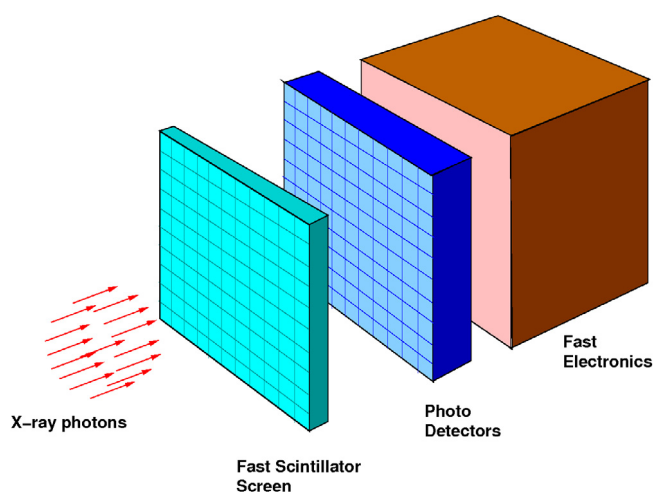 Fast
Electronics
Photo
Detectors
X−ray photons
Fast Scintillator
Screen